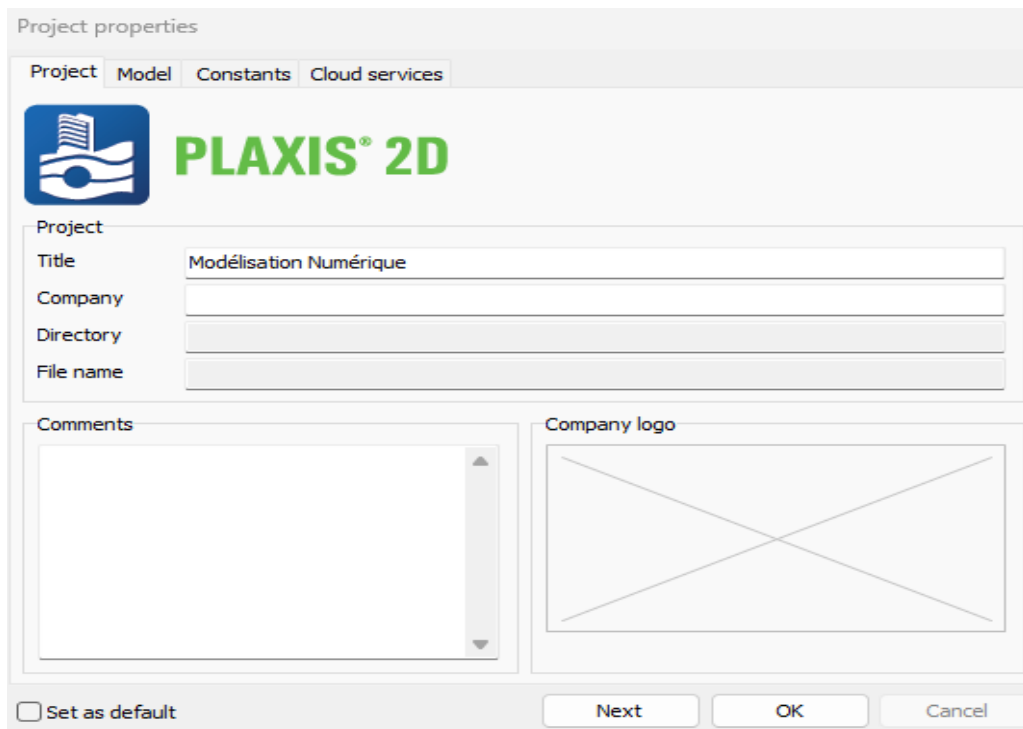 Project properties
Project Model Constants Cloud services
PLAXIS® 2D
Project
Title Modélisation Numérique
Company
Directory
File name
Comments Company logo
Set as default Next OK Cancel